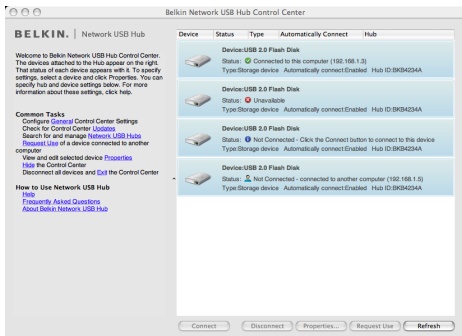 Belkin Network USB Hub Control Center
BELKIN. | Network USB Hub
Welcome to Belkin Network USB Hub Control Center.
The devices attached to the Hub appear on the right.
That status of each device appears with it. To specify
settings, select a device and click Properties. You can
specify hub and device settings below. For more
information about these settings, click help.
Common Tasks
Configure General Control Center Settings
Check for Control Center Updates
Search for and manage Network USB Hubs
Request Use of a device connected to another
computer
View and edit selected device Properties
Hide the Control Center
Disconnect all devices and Exit the Control Center
How to Use Network USB Hub
Help
Frequently Asked Questions
About Belkin Network USB Hub
Device Status Type Automatically Connect Hub
Device:USB 2.0 Flash Disk
Status: Connected to this computer (192.168.1.3)
Type:Storage device Automatically connect:Enabled Hub ID:BKB4234A
Device:USB 2.0 Flash Disk
Status: Unavailable
Type:Storage device Automatically connect:Enabled Hub ID:BKB4234A
Device:USB 2.0 Flash Disk
Status: Not Connected - Click the Connect button to connect to this device
Type:Storage device Automatically connect:Enabled Hub ID:BKB4234A
Device:USB 2.0 Flash Disk
Status: Not Connected - connected to another computer (192.168.1.5)
Type:Storage device Automatically connect:Enabled Hub ID:BKB4234A
Connect Disconnect Properties... Request Use Refresh